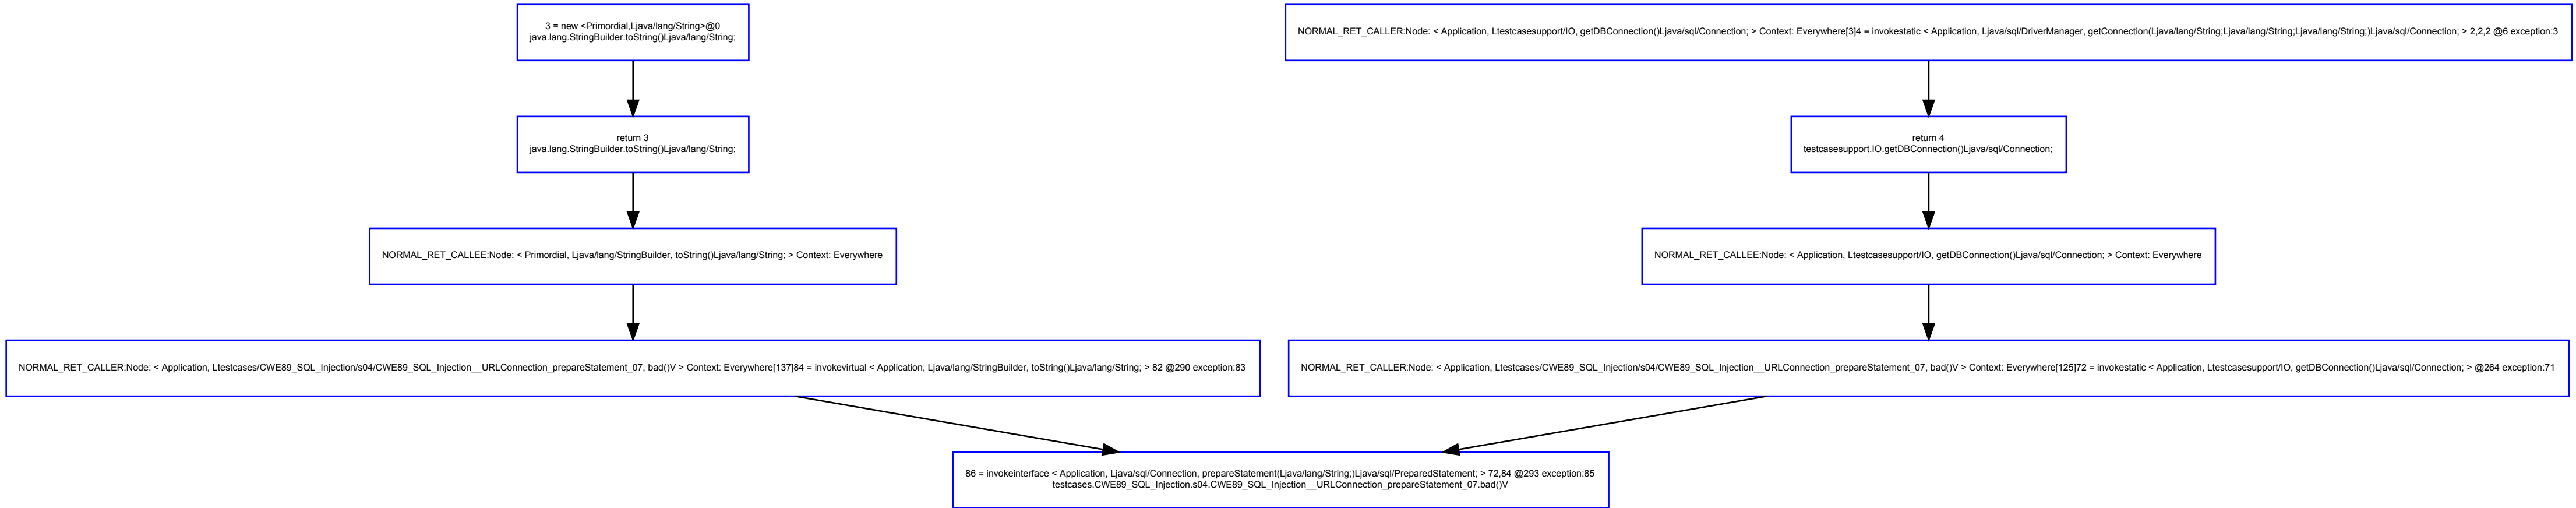 3 = new <Primordial,Ljava/lang/String>@0
java.lang.StringBuilder.toString()Ljava/lang/String;
NORMAL_RET_CALLER:Node: < Application, Ltestcasesupport/IO, getDBConnection()Ljava/sql/Connection; > Context: Everywhere[3]4 = invokestatic < Application, Ljava/sql/DriverManager, getConnection(Ljava/lang/String;Ljava/lang/String;Ljava/lang/String;)Ljava/sql/Connection; > 2,2,2 @6 exception:3
return 3
java.lang.StringBuilder.toString()Ljava/lang/String;
return 4
testcasesupport.IO.getDBConnection()Ljava/sql/Connection;
NORMAL_RET_CALLEE:Node: < Primordial, Ljava/lang/StringBuilder, toString()Ljava/lang/String; > Context: Everywhere
NORMAL_RET_CALLEE:Node: < Application, Ltestcasesupport/IO, getDBConnection()Ljava/sql/Connection; > Context: Everywhere
NORMAL_RET_CALLER:Node: < Application, Ltestcases/CWE89_SQL_Injection/s04/CWE89_SQL_Injection__URLConnection_prepareStatement_07, bad()V > Context: Everywhere[137]84 = invokevirtual < Application, Ljava/lang/StringBuilder, toString()Ljava/lang/String; > 82 @290 exception:83
NORMAL_RET_CALLER:Node: < Application, Ltestcases/CWE89_SQL_Injection/s04/CWE89_SQL_Injection__URLConnection_prepareStatement_07, bad()V > Context: Everywhere[125]72 = invokestatic < Application, Ltestcasesupport/IO, getDBConnection()Ljava/sql/Connection; > @264 exception:71
86 = invokeinterface < Application, Ljava/sql/Connection, prepareStatement(Ljava/lang/String;)Ljava/sql/PreparedStatement; > 72,84 @293 exception:85
testcases.CWE89_SQL_Injection.s04.CWE89_SQL_Injection__URLConnection_prepareStatement_07.bad()V